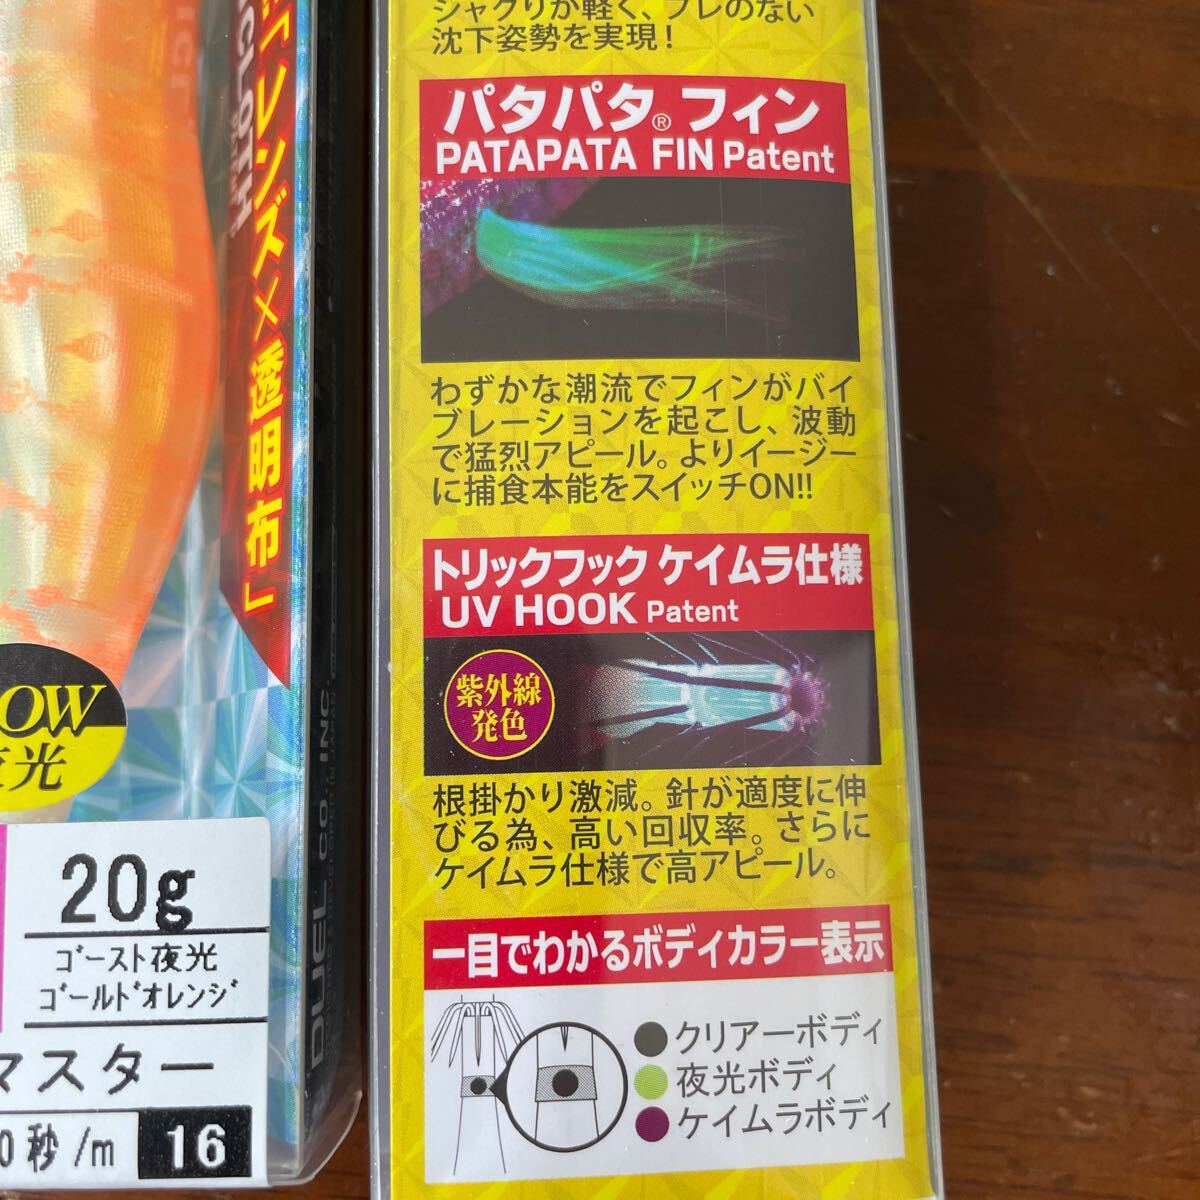 「レンズ×透明布」
UCLOTH
OW
夜光
20g
ｺﾞｰｽﾄ夜光
ｺﾞｰﾙﾄﾞｵﾚﾝｼﾞ
マスター
0秒/m
16
DUEL CO., INC.
シャクリが軽く、ブレのない
沈下姿勢を実現!
パタパタ® フィン
PATAPATA FIN Patent
わずかな潮流でフィンがバイ
ブレーションを起こし、波動
で猛烈アピール。よりイージー
に捕食本能をスイッチON!!
トリックフック ケイムラ仕様
UV HOOK Patent
紫外線
発色
根掛かり激減。針が適度に伸
びる為、高い回収率。さらに
ケイムラ仕様で高アピール。
一目でわかるボディカラー表示
クリアーボディ
夜光ボディ
ケイムラボディ